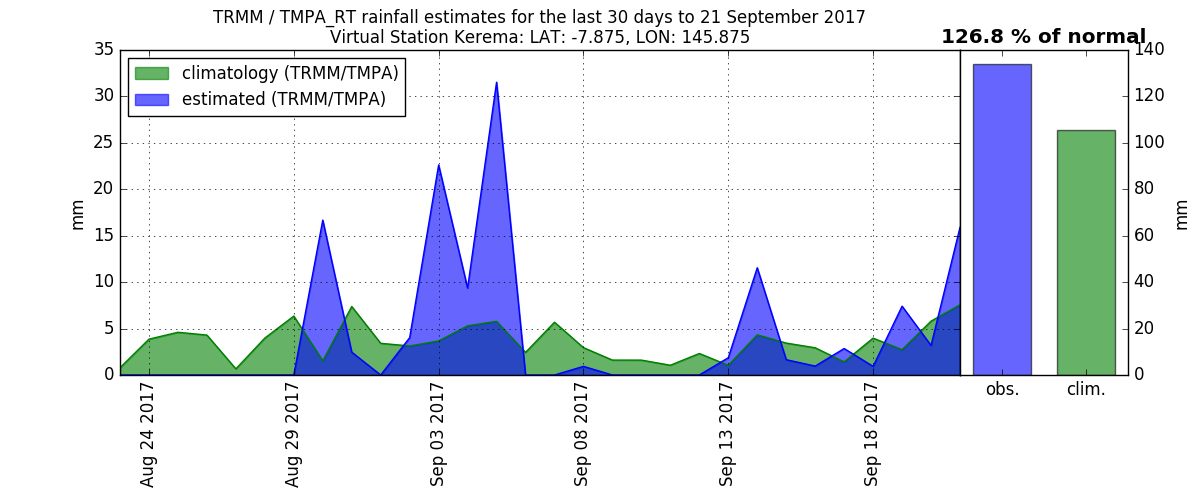 TRMM / TMPA_RT rainfall estimates for the last 30 days to 21 September 2017
Virtual Station Kerema: LAT: -7.875, LON: 145.875
126.8 % of normal
climatology (TRMM/TMPA)
estimated (TRMM/TMPA)
35
30
25
20
15
10
5
0
mm
Aug 24 2017
Aug 29 2017
Sep 03 2017
Sep 08 2017
Sep 13 2017
Sep 18 2017
obs.
clim.
140
120
100
80
60
40
20
0
mm